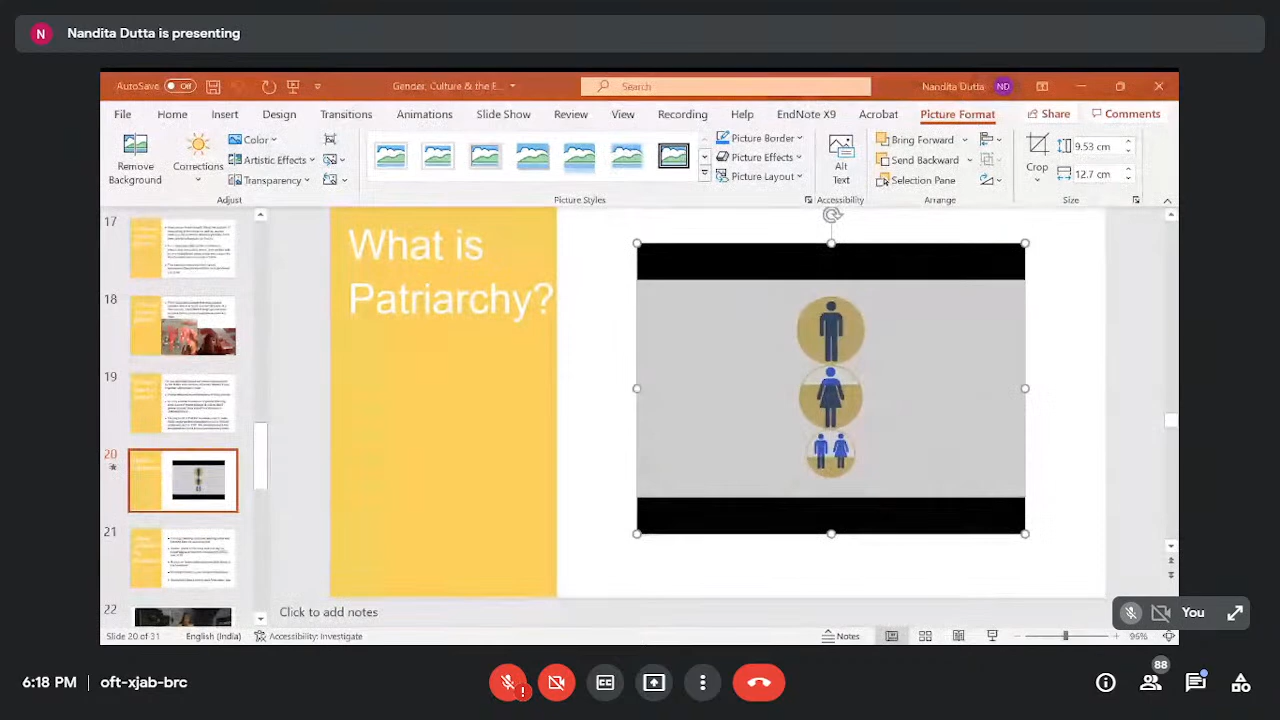 N
Nandita Dutta is presenting
AutoSave
Off
Gender, Culture & the E...
Search
Nandita Dutta
ND
File
Home
Insert
Design
Transitions
Animations
Slide Show
Review
View
Recording
Help
EndNote X9
Acrobat
Picture Format
Share
Comments
Remove
Background
Corrections
Color
Artistic Effects
Transparency
Picture Border
Picture Effects
Picture Layout
Alt
Text
Bring Forward
Send Backward
Selection Pane
Crop
9.53 cm
12.7 cm
Adjust
Picture Styles
Accessibility
Arrange
Size
17
18
19
20
21
22
What is
Patriarchy?
Click to add notes
Slide 20 of 31
English (India)
Accessibility: Investigate
Notes
96%
You
6:18 PM
oft-xjab-brc
88